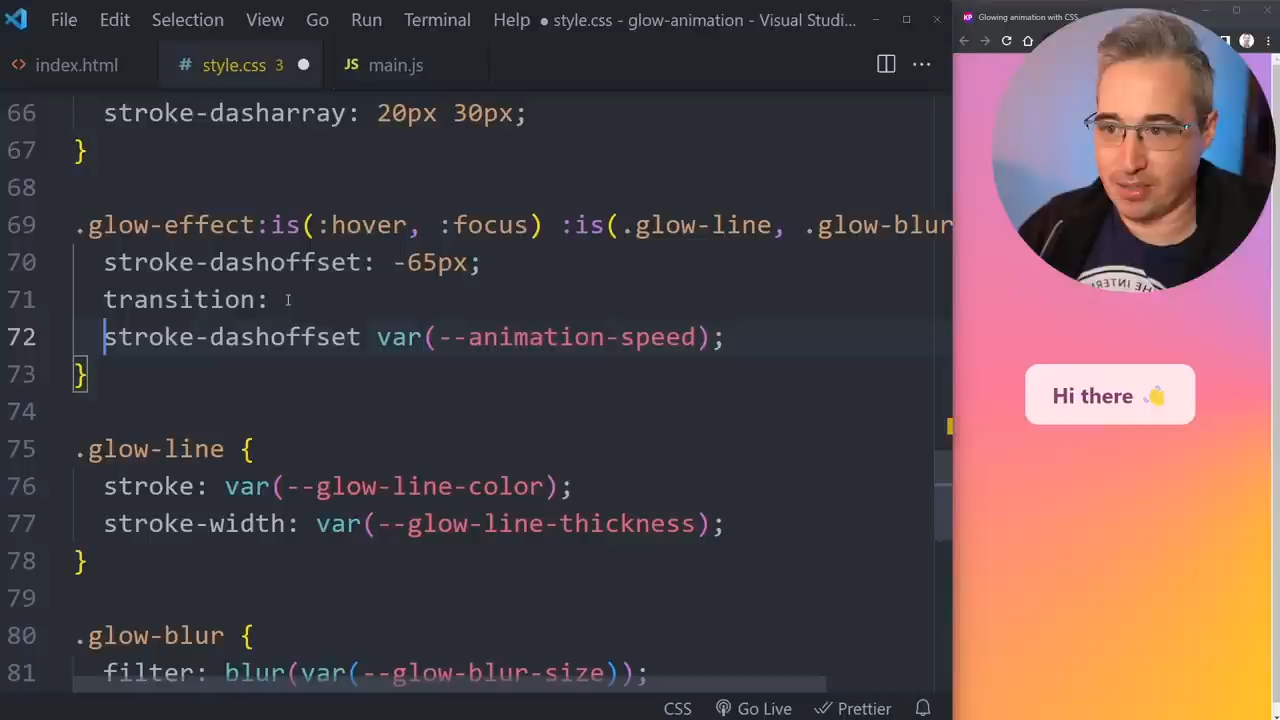 File Edit Selection View Go Run Terminal Help ● style.css - glow-animation - Visual Studi...
index.html
# style.css 3 ●
JS main.js
66 stroke-dasharray: 20px 30px;
67 }
68
69 .glow-effect:is(:hover, :focus) :is(.glow-line, .glow-blur
70 stroke-dashoffset: -65px;
71 transition:
72 stroke-dashoffset var(--animation-speed);
73 }
74
75 .glow-line {
76 stroke: var(--glow-line-color);
77 stroke-width: var(--glow-line-thickness);
78 }
79
80 .glow-blur {
81 filter: blur(var(--glow-blur-size));
CSS Go Live Prettier
KP Glowing animation with CSS
THE INTERN
Hi there 👋